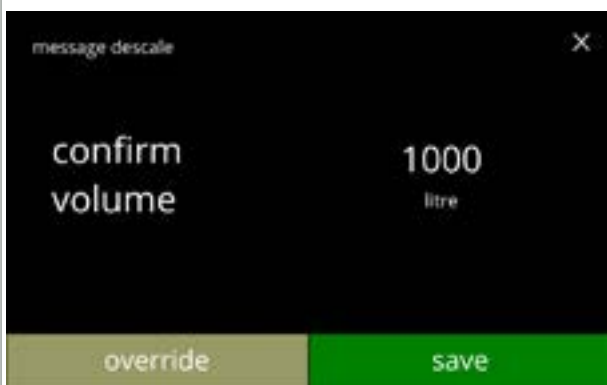 message descale
confirm
volume
1000
litre
override
save